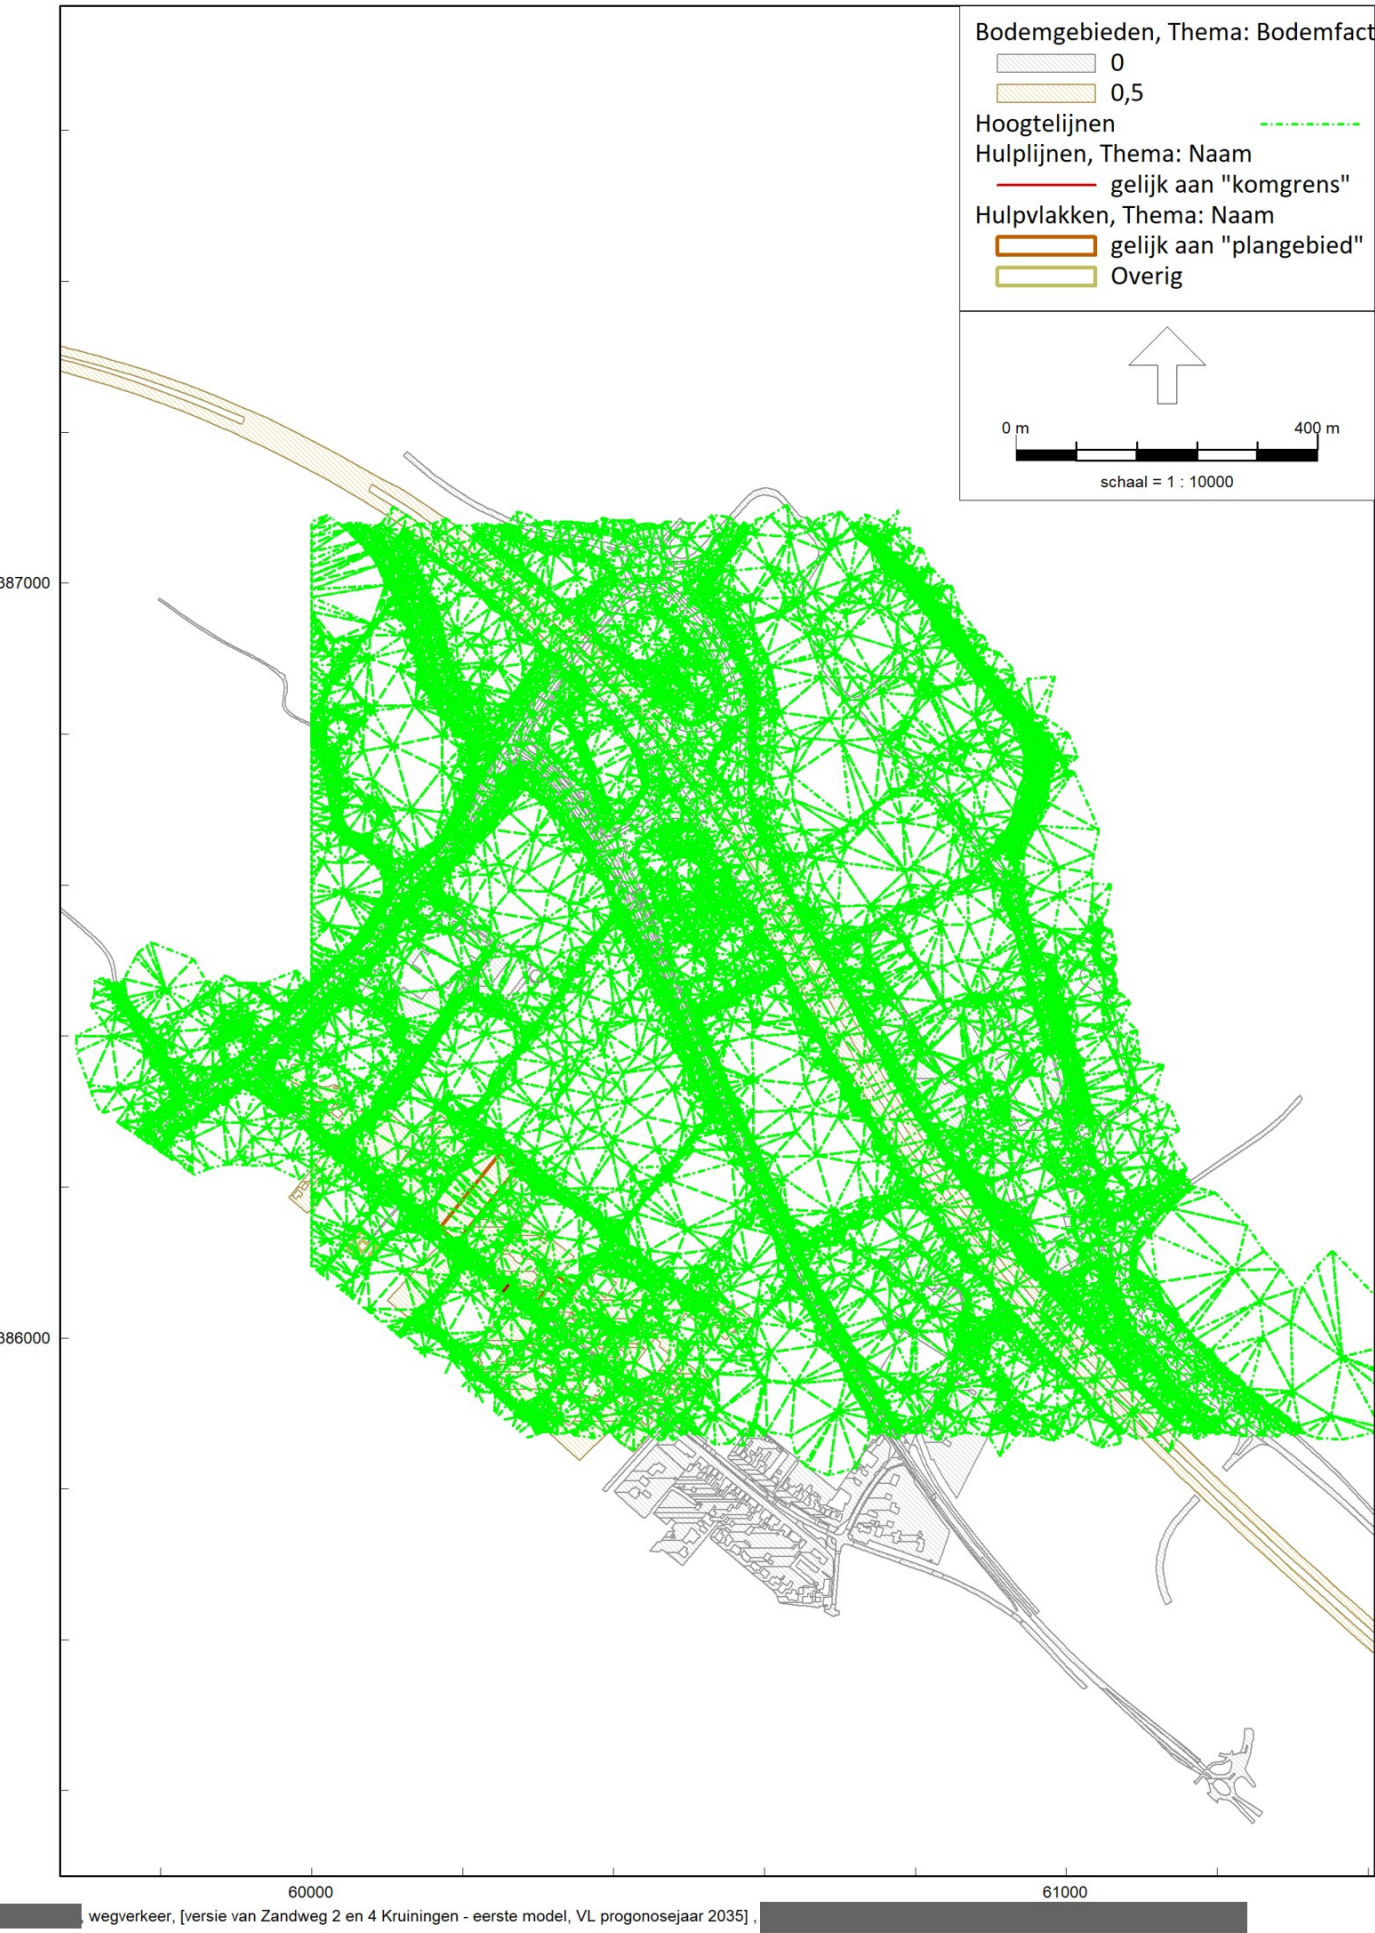 Bodemgebieden, Thema: Bodemfact
0
0,5
Hoogtelijnen
Hulplijnen, Thema: Naam
gelijk aan "komgrens"
Hulpvlakken, Thema: Naam
gelijk aan "plangebied"
Overig
0 m 400 m
schaal = 1 : 10000
387000
386000
60000 61000
, wegverkeer, [versie van Zandweg 2 en 4 Kruiningen - eerste model, VL progonosejaar 2035] ,